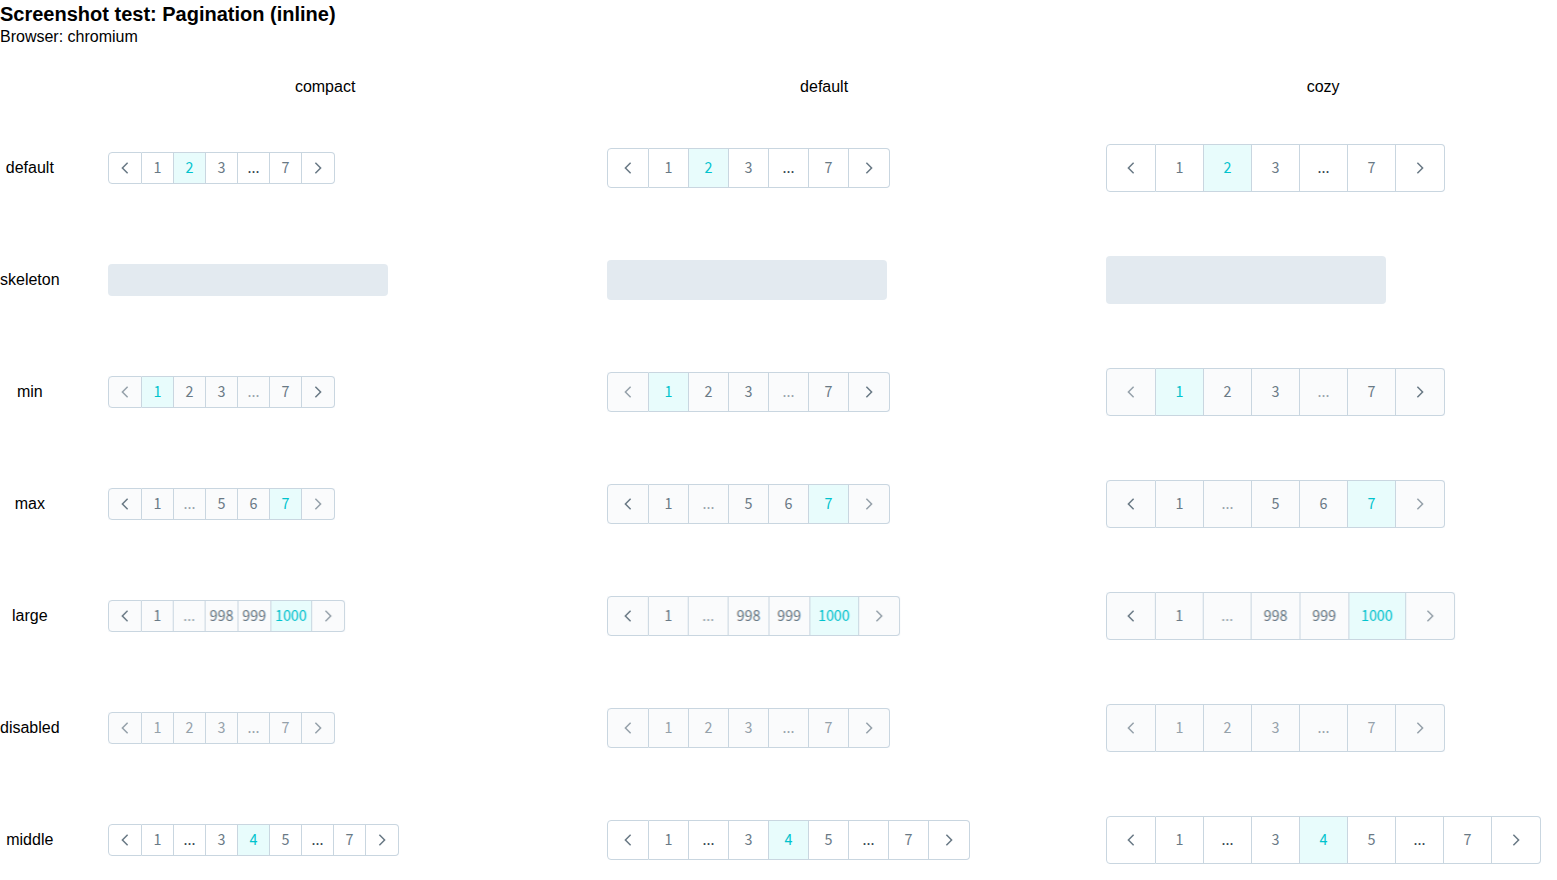 Screenshot test: Pagination (inline)
Browser: chromium
compact default cozy
default 1 2 3 ... 7 1 2 3 ... 7 1 2 3 ... 7
skeleton
min 1 2 3 ... 7 1 2 3 ... 7 1 2 3 ... 7
max 1 ... 5 6 7 1 ... 5 6 7 1 ... 5 6 7
large 1 ... 998 999 1000 1 ... 998 999 1000 1 ... 998 999 1000
disabled 1 2 3 ... 7 1 2 3 ... 7 1 2 3 ... 7
middle 1 ... 3 4 5 ... 7 1 ... 3 4 5 ... 7 1 ... 3 4 5 ... 7